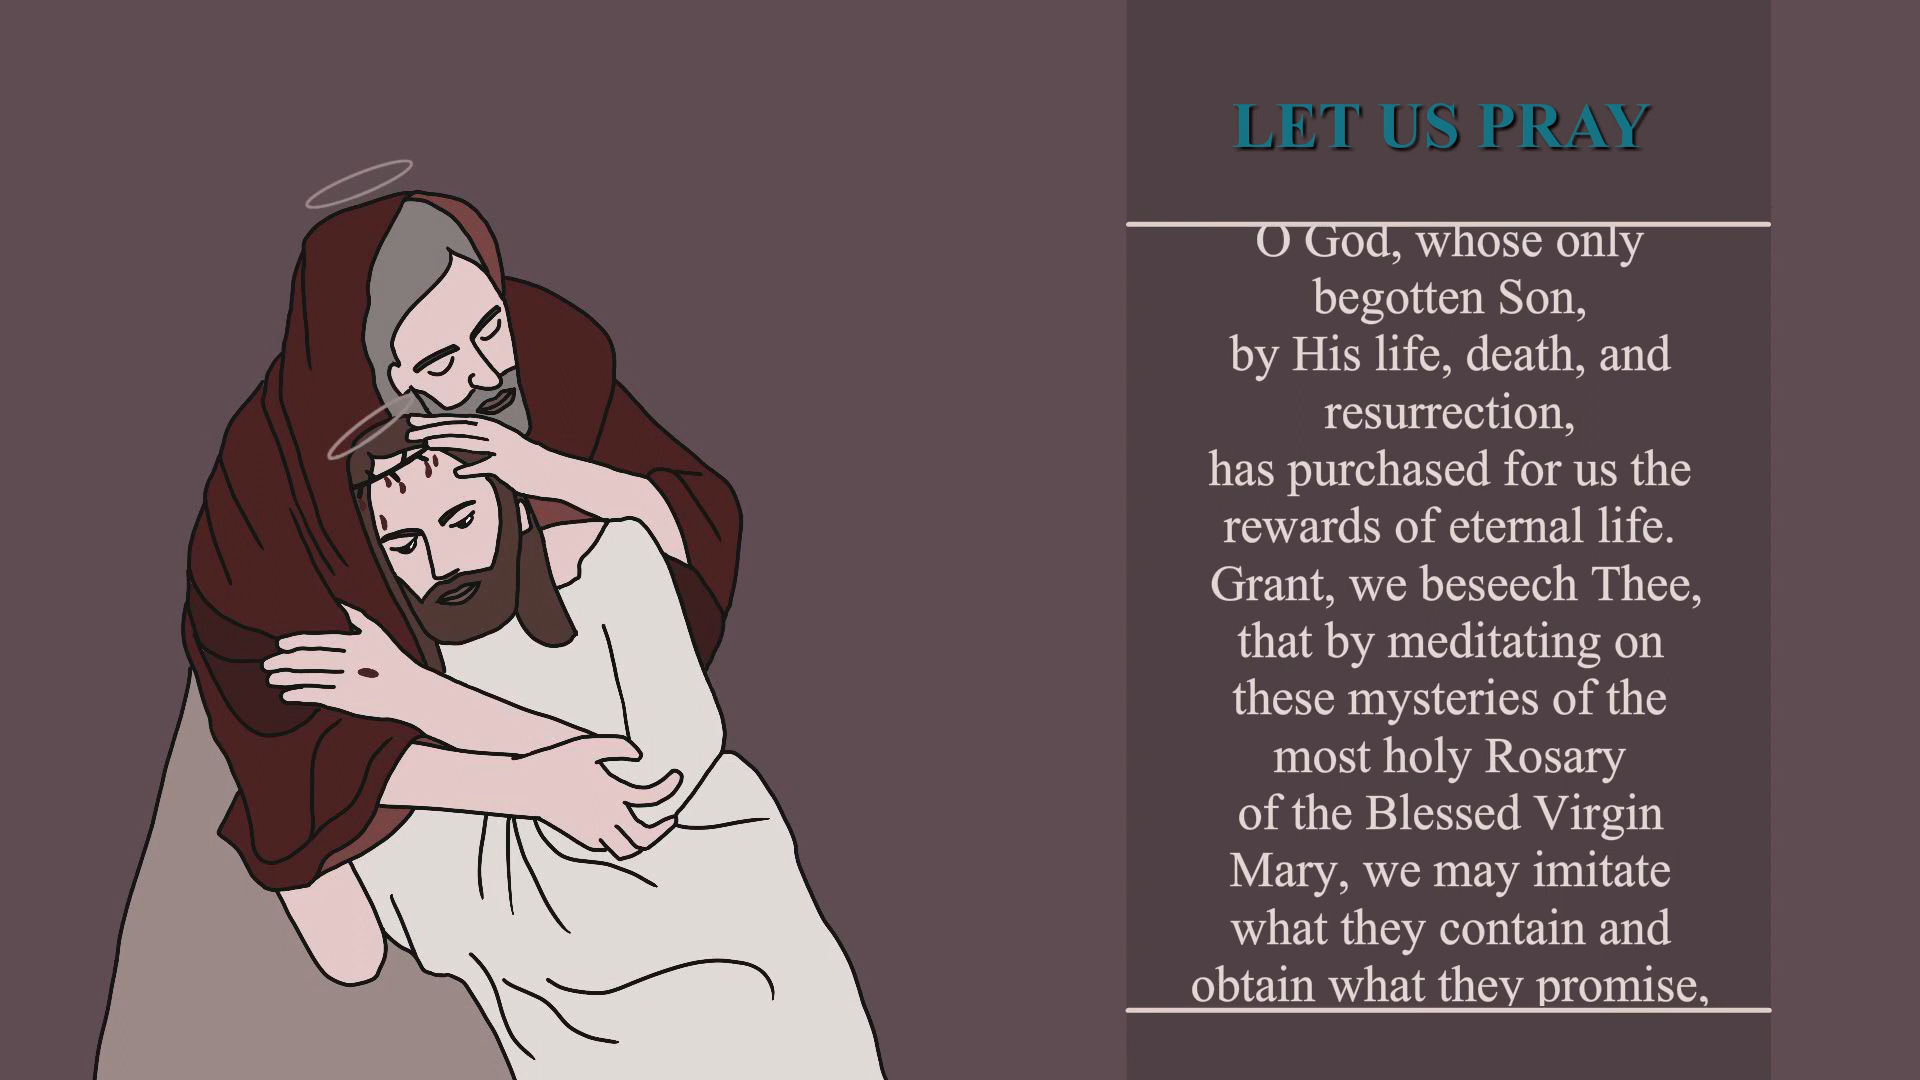 LET US PRAY
O God, whose only
begotten Son,
by His life, death, and
resurrection,
has purchased for us the
rewards of eternal life.
Grant, we beseech Thee,
that by meditating on
these mysteries of the
most holy Rosary
of the Blessed Virgin
Mary, we may imitate
what they contain and
obtain what they promise,